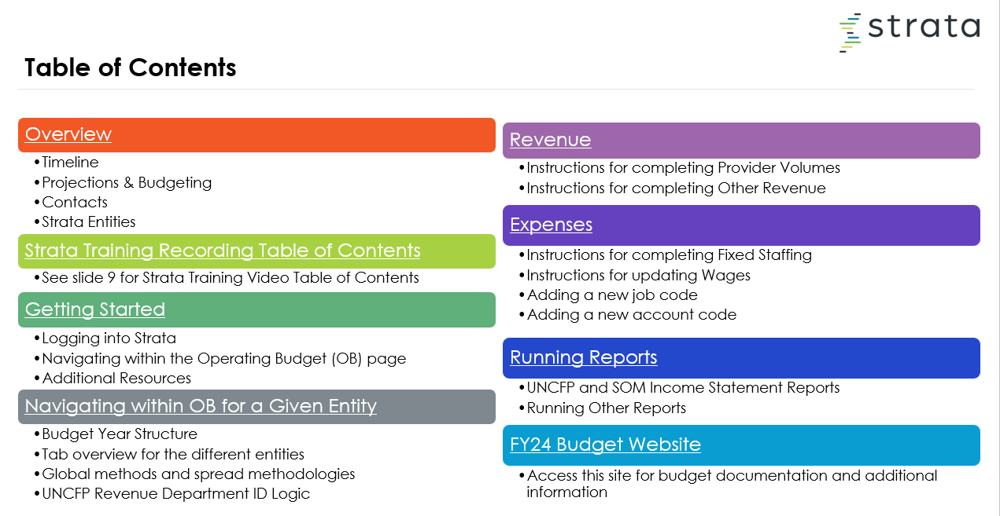 strata
Table of Contents
Overview
•Timeline
•Projections & Budgeting
•Contacts
•Strata Entities
Strata Training Recording Table of Contents
•See slide 9 for Strata Training Video Table of Contents
Getting Started
•Logging into Strata
•Navigating within the Operating Budget (OB) page
•Additional Resources
Navigating within OB for a Given Entity
•Budget Year Structure
•Tab overview for the different entities
•Global methods and spread methodologies
•UNCFP Revenue Department ID Logic
Revenue
•Instructions for completing Provider Volumes
•Instructions for completing Other Revenue
Expenses
•Instructions for completing Fixed Staffing
•Instructions for updating Wages
•Adding a new job code
•Adding a new account code
Running Reports
•UNCFP and SOM Income Statement Reports
•Running Other Reports
FY24 Budget Website
•Access this site for budget documentation and additional
information